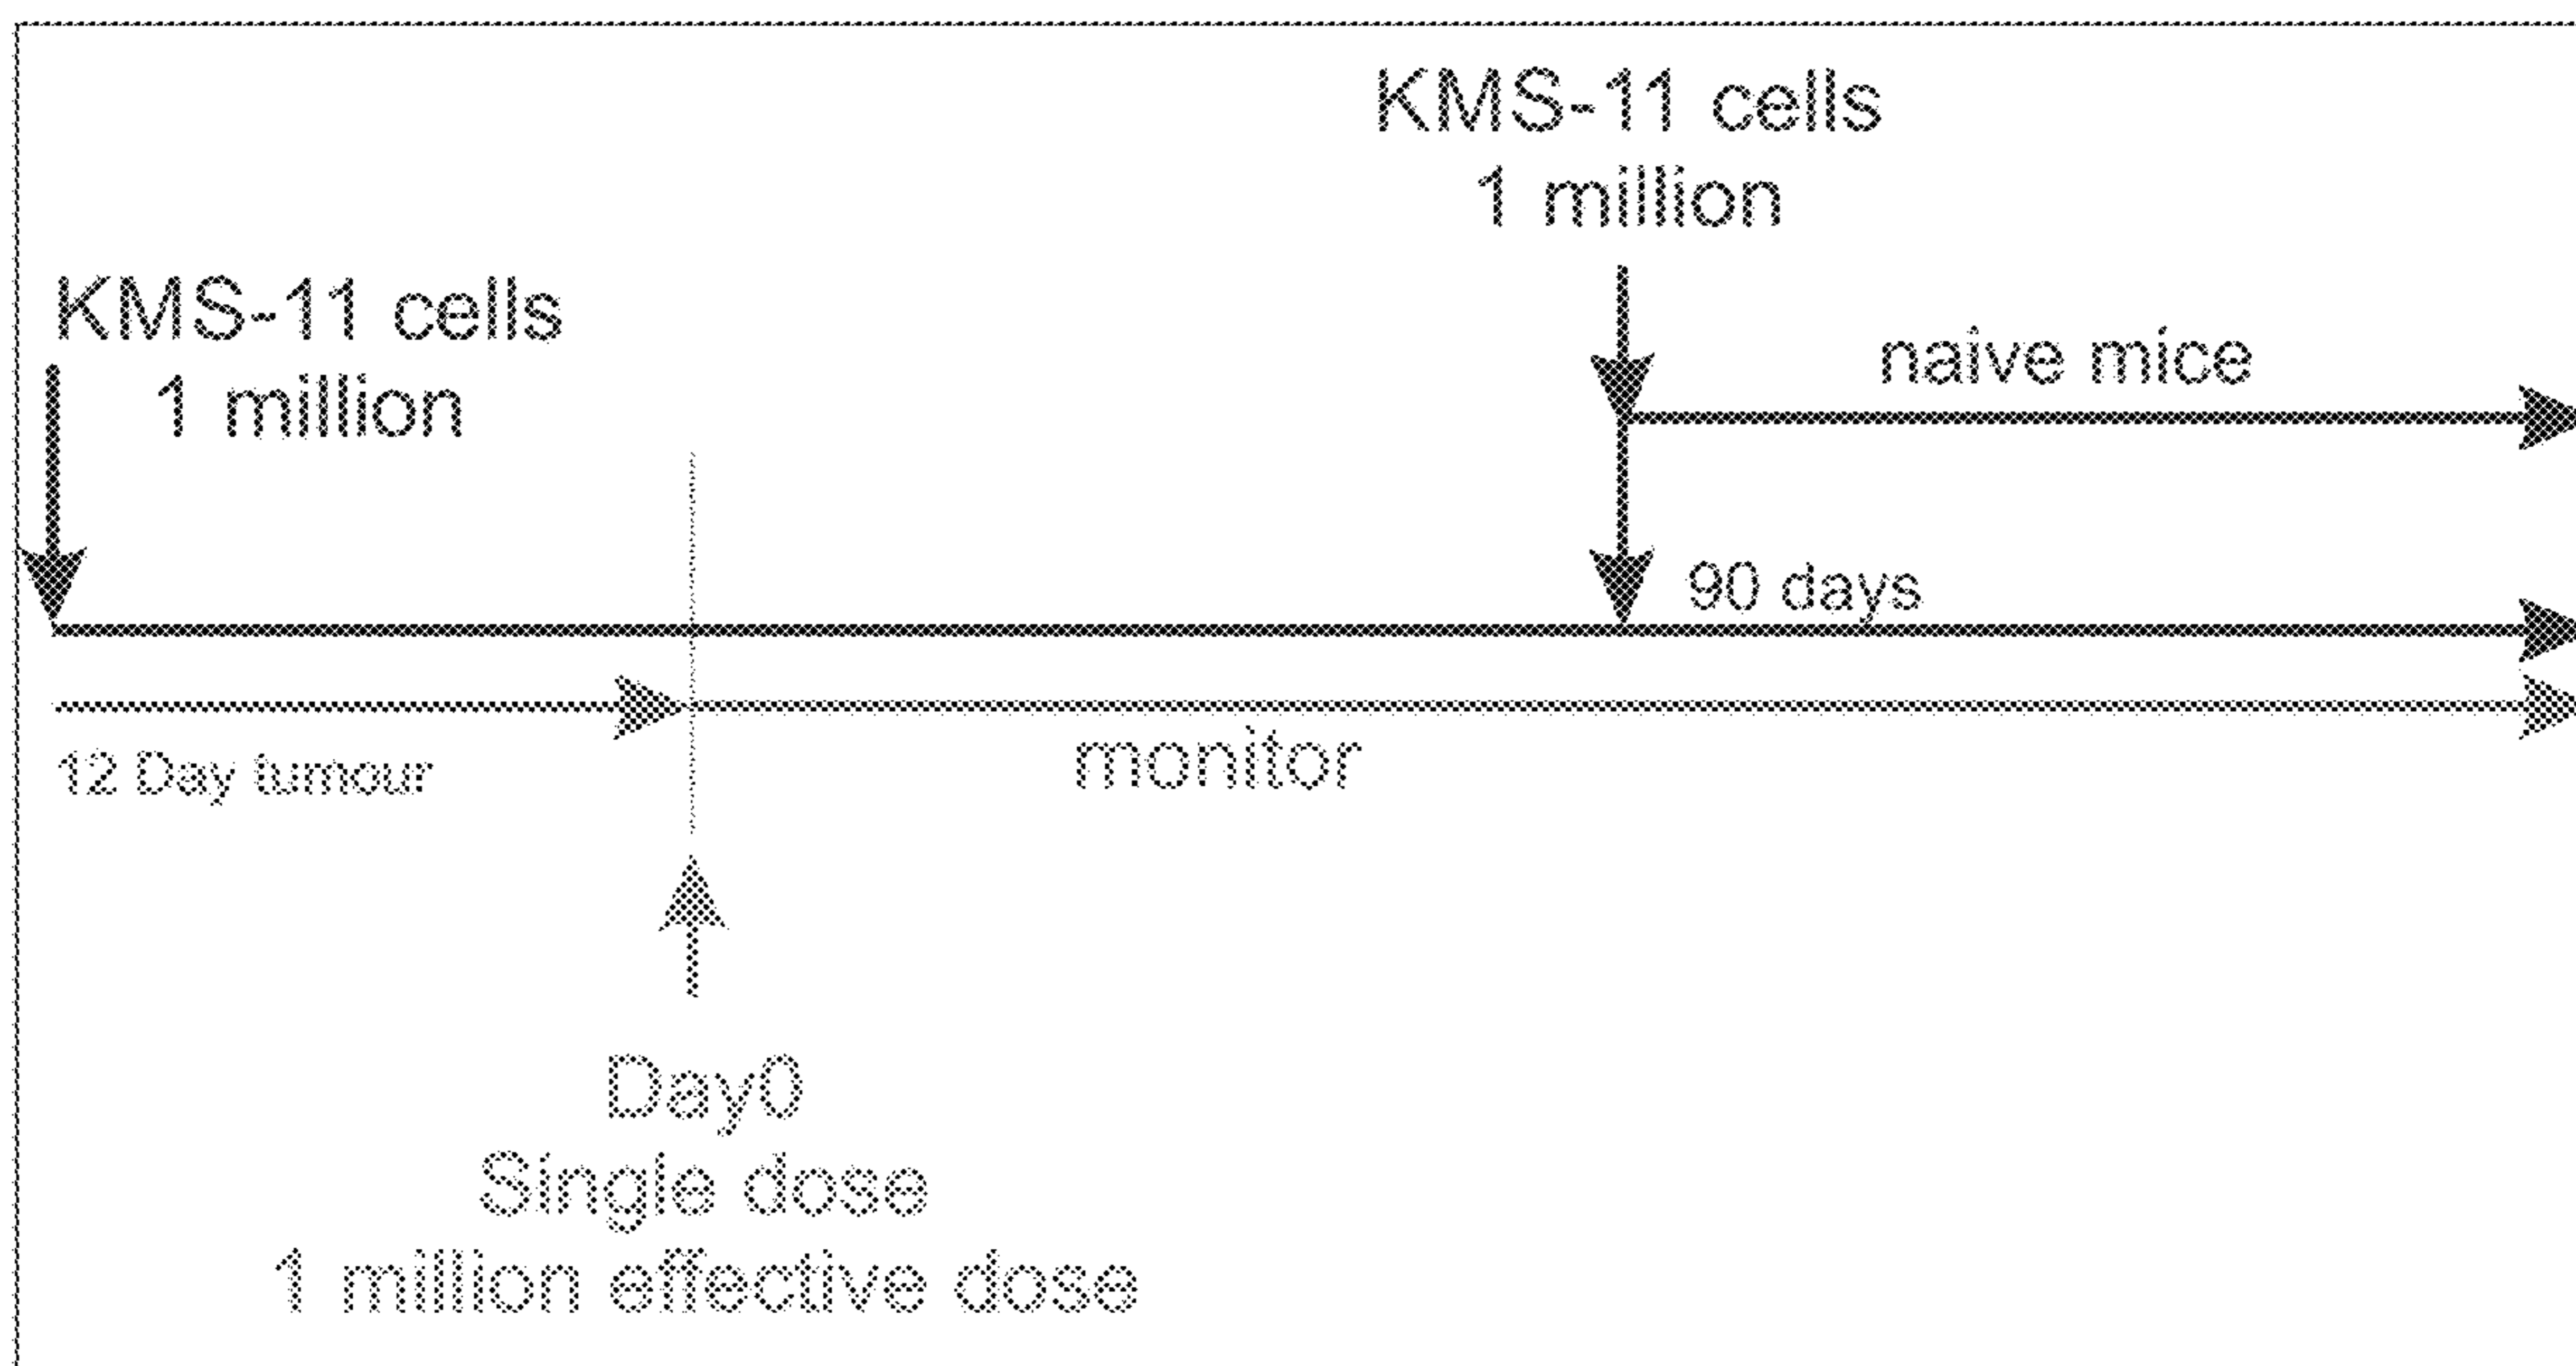 KMS-11 cells
1 million
KMS-11 cells
1 million
naive mice
90 days
12 Day tumour
monitor
Day0
Single dose
1 million effective dose